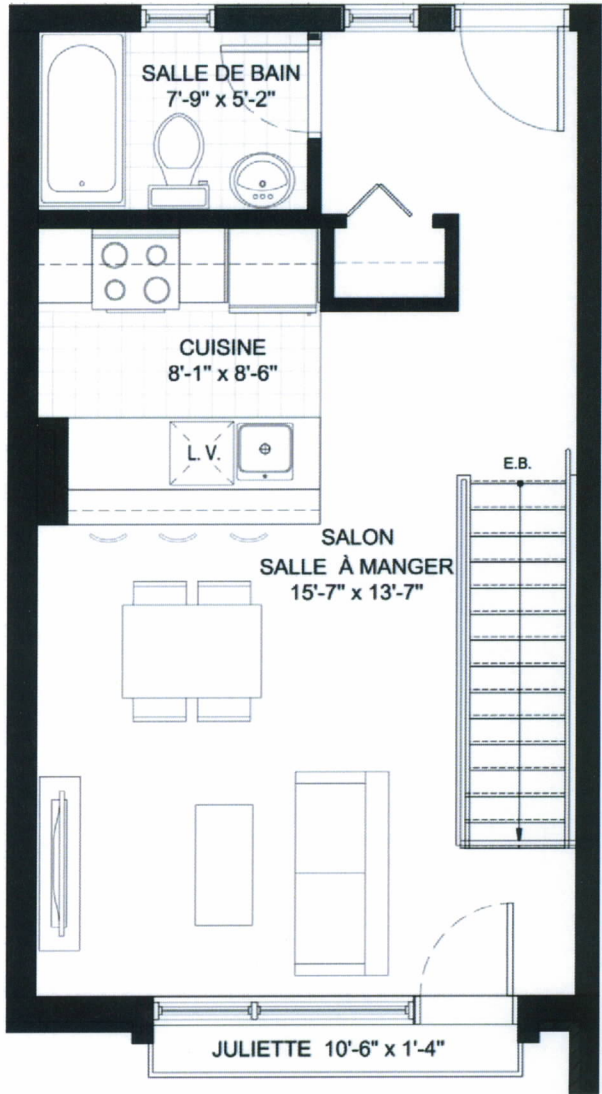 SALLE DE BAIN
7'-9" x 5'-2"
CUISINE
8'-1" x 8'-6"
L. V.
E.B.
SALON
SALLE À MANGER
15'-7" x 13'-7"
JULIETTE 10'-6" x 1'-4"